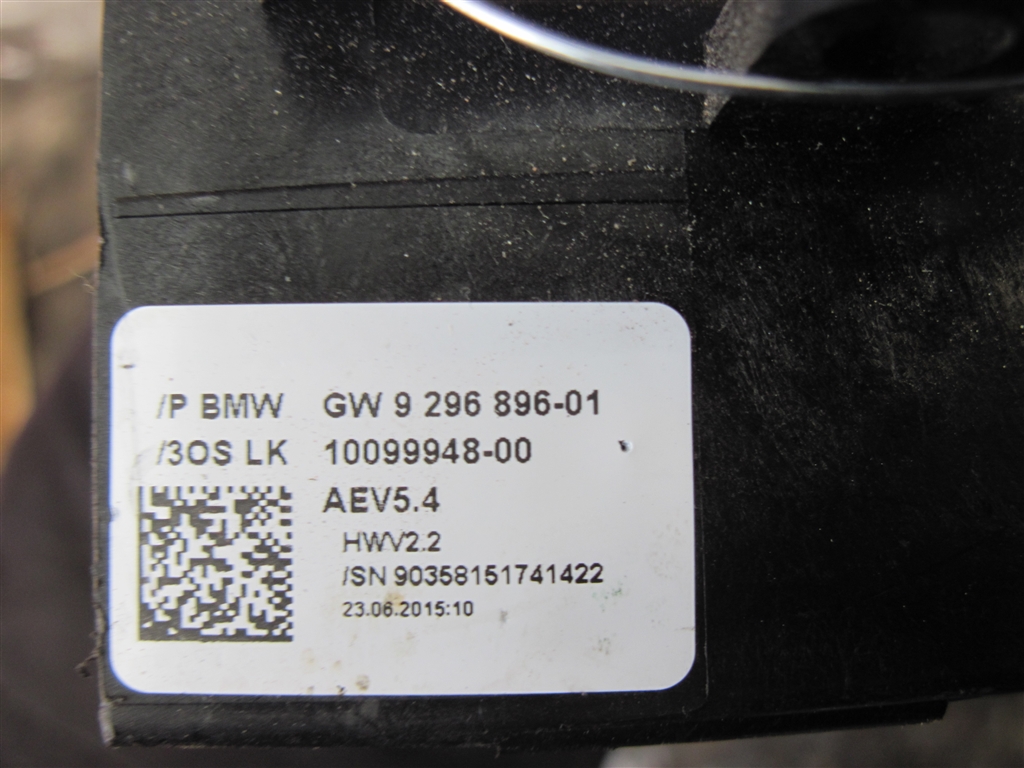 /P BMW GW 9 296 896-01
/3OS LK 10099948-00
AEV5.4
HWV2.2
/SN 90358151741422
23.06.2015:10